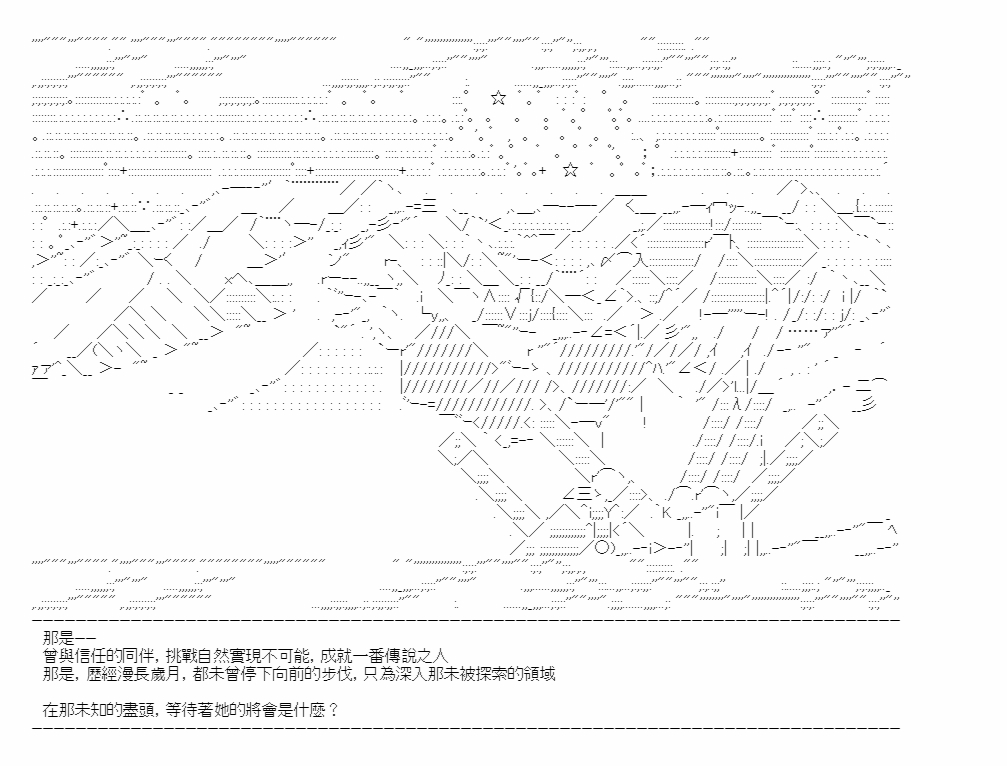 那是——
曾與信任的同伴, 挑戰自然實現不可能, 成就一番傳說之人
那是, 歷經漫長歲月, 都未曾停下向前的步伐, 只為深入那未被探索的領域
在那未知的盡頭, 等待著她的將會是什麼？